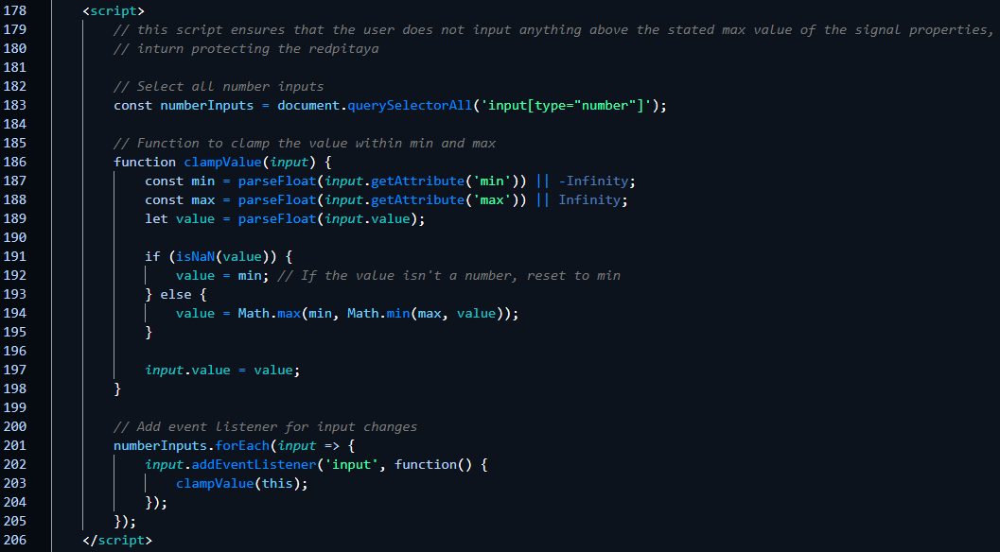 178 <script>
179 // this script ensures that the user does not input anything above the stated max value of the signal properties,
180 // inturn protecting the redpitaya
181
182 // Select all number inputs
183 const numberInputs = document.querySelectorAll('input[type="number"]');
184
185 // Function to clamp the value within min and max
186 function clampValue(input) {
187 const min = parseFloat(input.getAttribute('min')) || -Infinity;
188 const max = parseFloat(input.getAttribute('max')) || Infinity;
189 let value = parseFloat(input.value);
190
191 if (isNaN(value)) {
192 value = min; // If the value isn't a number, reset to min
193 } else {
194 value = Math.max(min, Math.min(max, value));
195 }
196
197 input.value = value;
198 }
199
200 // Add event listener for input changes
201 numberInputs.forEach(input => {
202 input.addEventListener('input', function() {
203 clampValue(this);
204 });
205 });
206 </script>